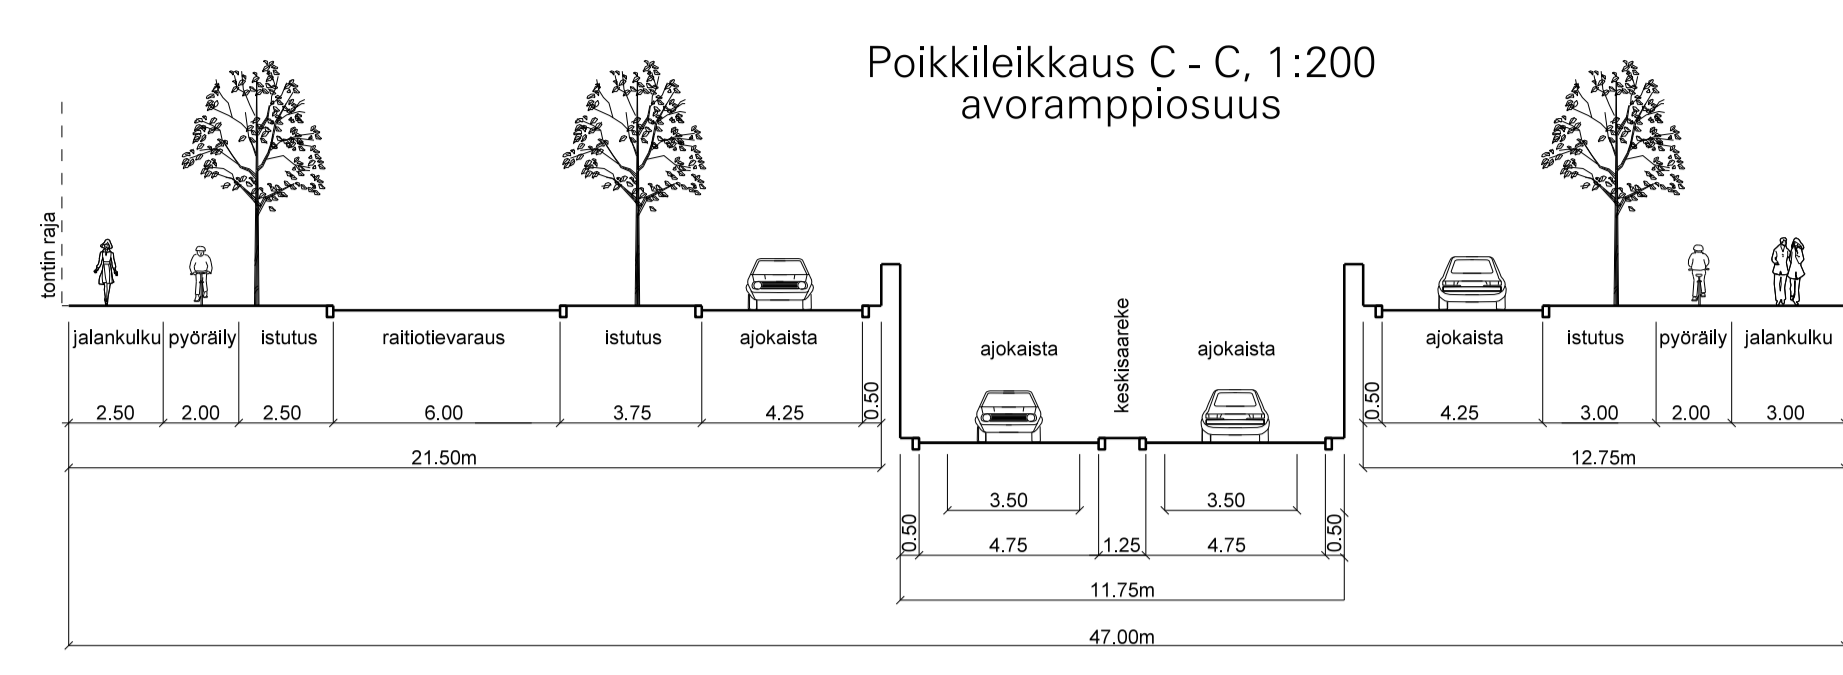 Poikkileikkaus C - C, 1:200
avoramppiosuus
tontin raja
jalankulku pyöräily istutus raitiotievaraus istutus ajokaista
ajokaista keskisaareke ajokaista
ajokaista istutus pyöräily jalankulku
2.50 2.00 2.50 6.00 3.75 4.25 0.50
0.50 4.25 3.00 2.00 3.00
21.50m
12.75m
3.50 3.50
0.50 4.75 1.25 4.75 0.50
11.75m
47.00m